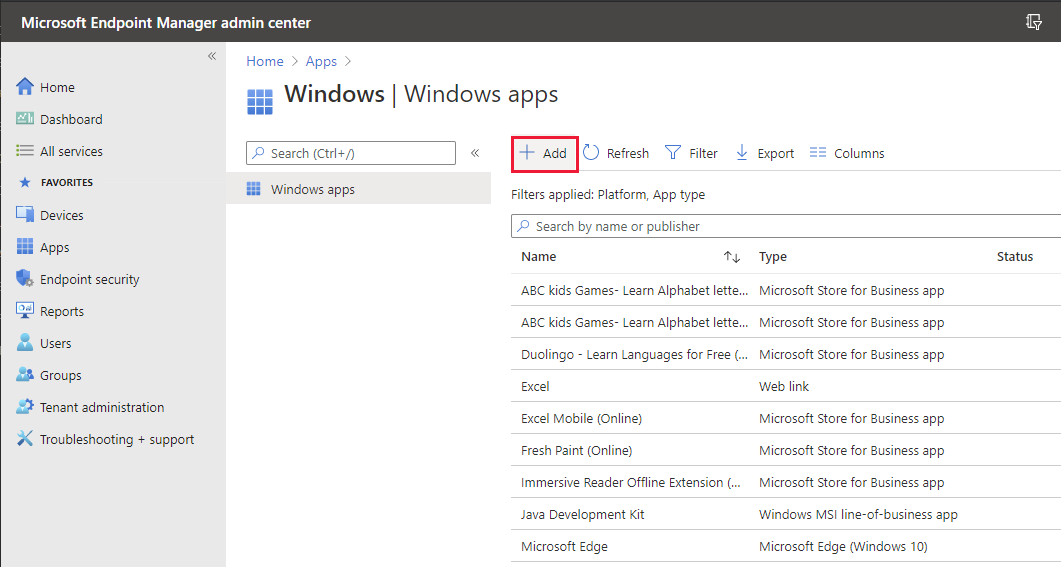 Microsoft Endpoint Manager admin center
«
Home
Dashboard
All services
FAVORITES
Devices
Apps
Endpoint security
Reports
Users
Groups
Tenant administration
Troubleshooting + support
Home > Apps >
Windows | Windows apps
Search (Ctrl+/) «
Windows apps
+ Add Refresh Filter Export Columns
Filters applied: Platform, App type
Search by name or publisher
Name ↑↓ Type Status
ABC kids Games- Learn Alphabet lette... Microsoft Store for Business app
ABC kids Games- Learn Alphabet lette... Microsoft Store for Business app
Duolingo - Learn Languages for Free (... Microsoft Store for Business app
Excel Web link
Excel Mobile (Online) Microsoft Store for Business app
Fresh Paint (Online) Microsoft Store for Business app
Immersive Reader Offline Extension (... Microsoft Store for Business app
Java Development Kit Windows MSI line-of-business app
Microsoft Edge Microsoft Edge (Windows 10)